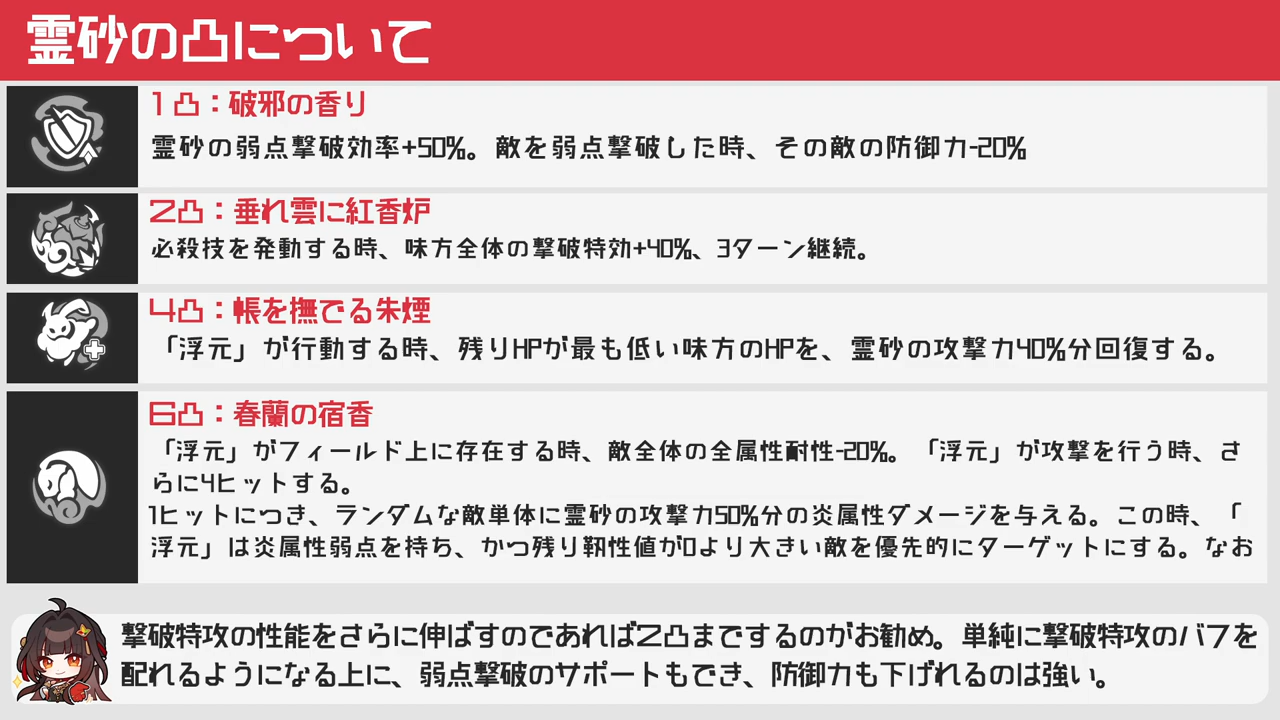 霊砂の凸について
1凸：破邪の香り
霊砂の弱点撃破効率+50%。敵を弱点撃破した時、その敵の防御力-20%
2凸：垂れ雲に紅香炉
必殺技を発動する時、味方全体の撃破特効+40%、3ターン継続。
4凸：帳を撫でる朱煙
「浮元」が行動する時、残りHPが最も低い味方のHPを、霊砂の攻撃力40%分回復する。
6凸：春蘭の宿香
「浮元」がフィールド上に存在する時、敵全体の全属性耐性-20%。「浮元」が攻撃を行う時、さ
らに4ヒットする。
1ヒットにつき、ランダムな敵単体に霊砂の攻撃力50%分の炎属性ダメージを与える。この時、「
浮元」は炎属性弱点を持ち、かつ残り靭性値が0より大きい敵を優先的にターゲットにする。なお
撃破特攻の性能をさらに伸ばすのであれば2凸までするのがお勧め。単純に撃破特攻のバフを
配れるようになる上に、弱点撃破のサポートもでき、防御力も下げれるのは強い。